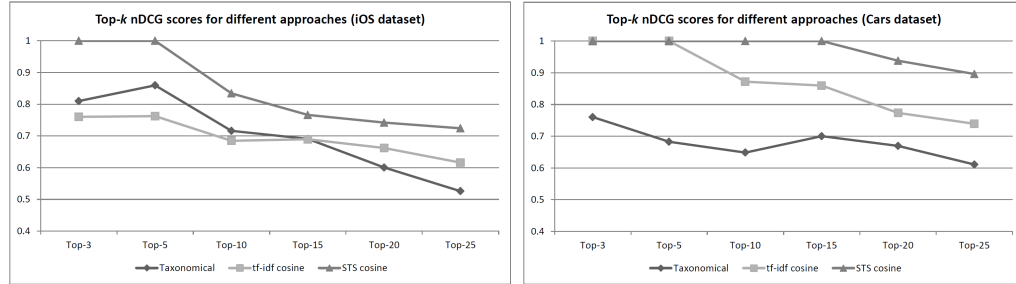 Top-k nDCG scores for different approaches (iOS dataset)
1
0.9
0.8
0.7
0.6
0.5
0.4
Top-3 Top-5 Top-10 Top-15 Top-20 Top-25
Taxonomical tf-idf cosine STS cosine
Top-k nDCG scores for different approaches (Cars dataset)
1
0.9
0.8
0.7
0.6
0.5
0.4
Top-3 Top-5 Top-10 Top-15 Top-20 Top-25
Taxonomical tf-idf cosine STS cosine